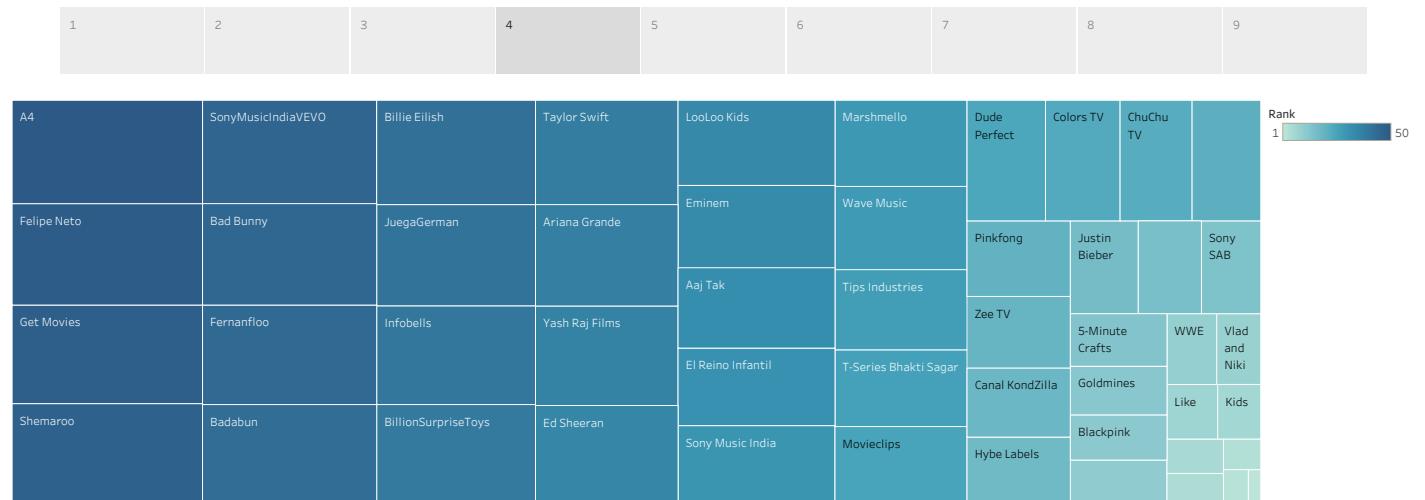 1
2
3
4
5
6
7
8
9
A4
SonyMusicIndiaVEVO
Billie Eilish
Taylor Swift
LooLoo Kids
Marshmello
Dude
Perfect
Colors TV
ChuChu
TV
Rank
1
50
Felipe Neto
Bad Bunny
JuegaGerman
Ariana Grande
Eminem
Wave Music
Pinkfong
Justin
Bieber
Sony
SAB
Get Movies
Fernanfloo
Infobells
Yash Raj Films
Aaj Tak
Tips Industries
Zee TV
5-Minute
Crafts
WWE
Vlad
and
Niki
El Reino Infantil
T-Series Bhakti Sagar
Canal KondZilla
Goldmines
Like
Kids
Shemaroo
Badabun
BillionSurpriseToys
Ed Sheeran
Sony Music India
Movieclips
Hybe Labels
Blackpink